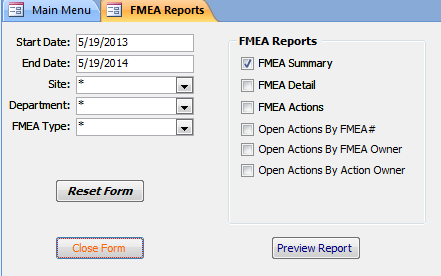 Main Menu FMEA Reports
Start Date: 5/19/2013
End Date: 5/19/2014
Site: *
Department: *
FMEA Type: *
FMEA Reports
FMEA Summary
FMEA Detail
FMEA Actions
Open Actions By FMEA#
Open Actions By FMEA Owner
Open Actions By Action Owner
Reset Form
Close Form
Preview Report